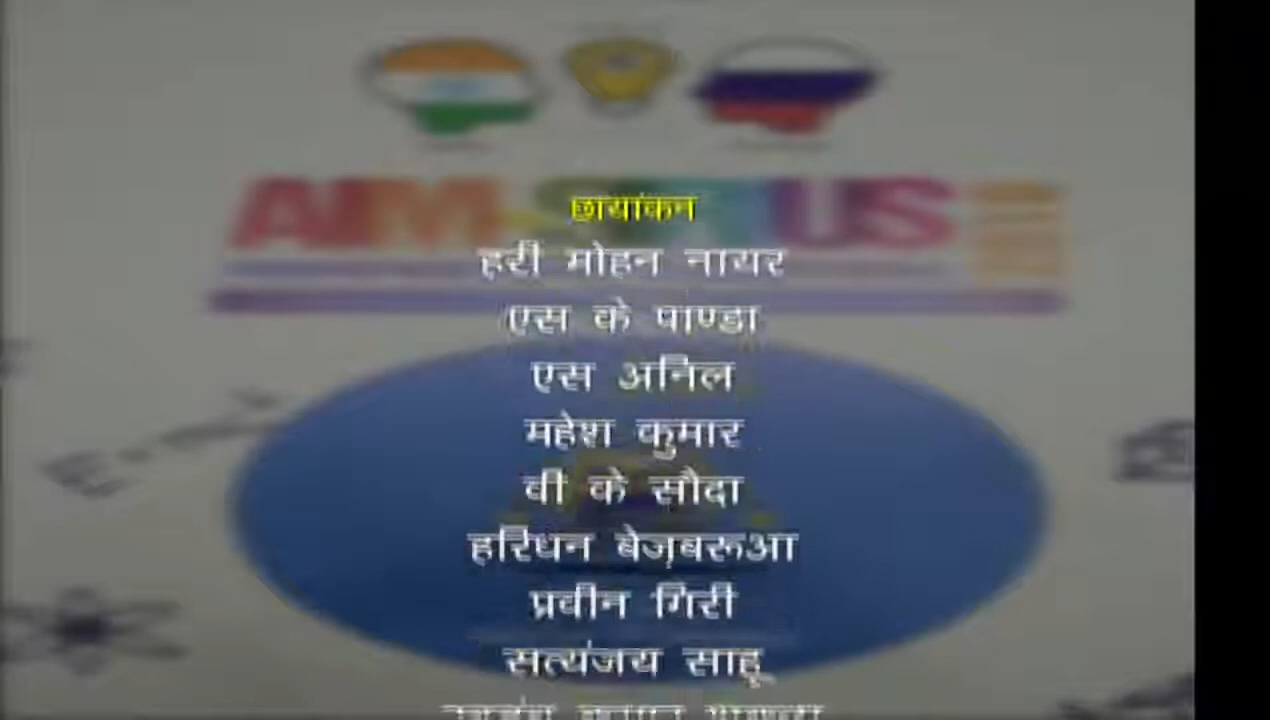 छायांकन
हरी मोहन नायर
एस के पाण्डा
एस अनिल
महेश कुमार
वी के सौदा
हरिधन बेज़बरूआ
प्रवीन गिरी
सत्यंजय साहू